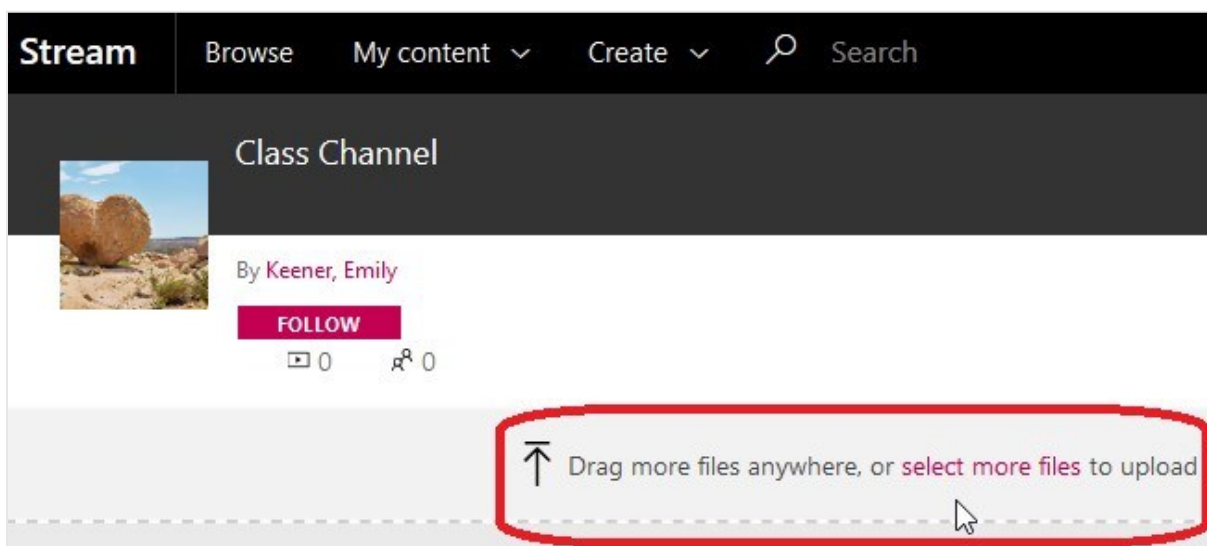 Stream Browse My content Create Search
Class Channel
By Keener, Emily
FOLLOW
0 0
Drag more files anywhere, or select more files to upload